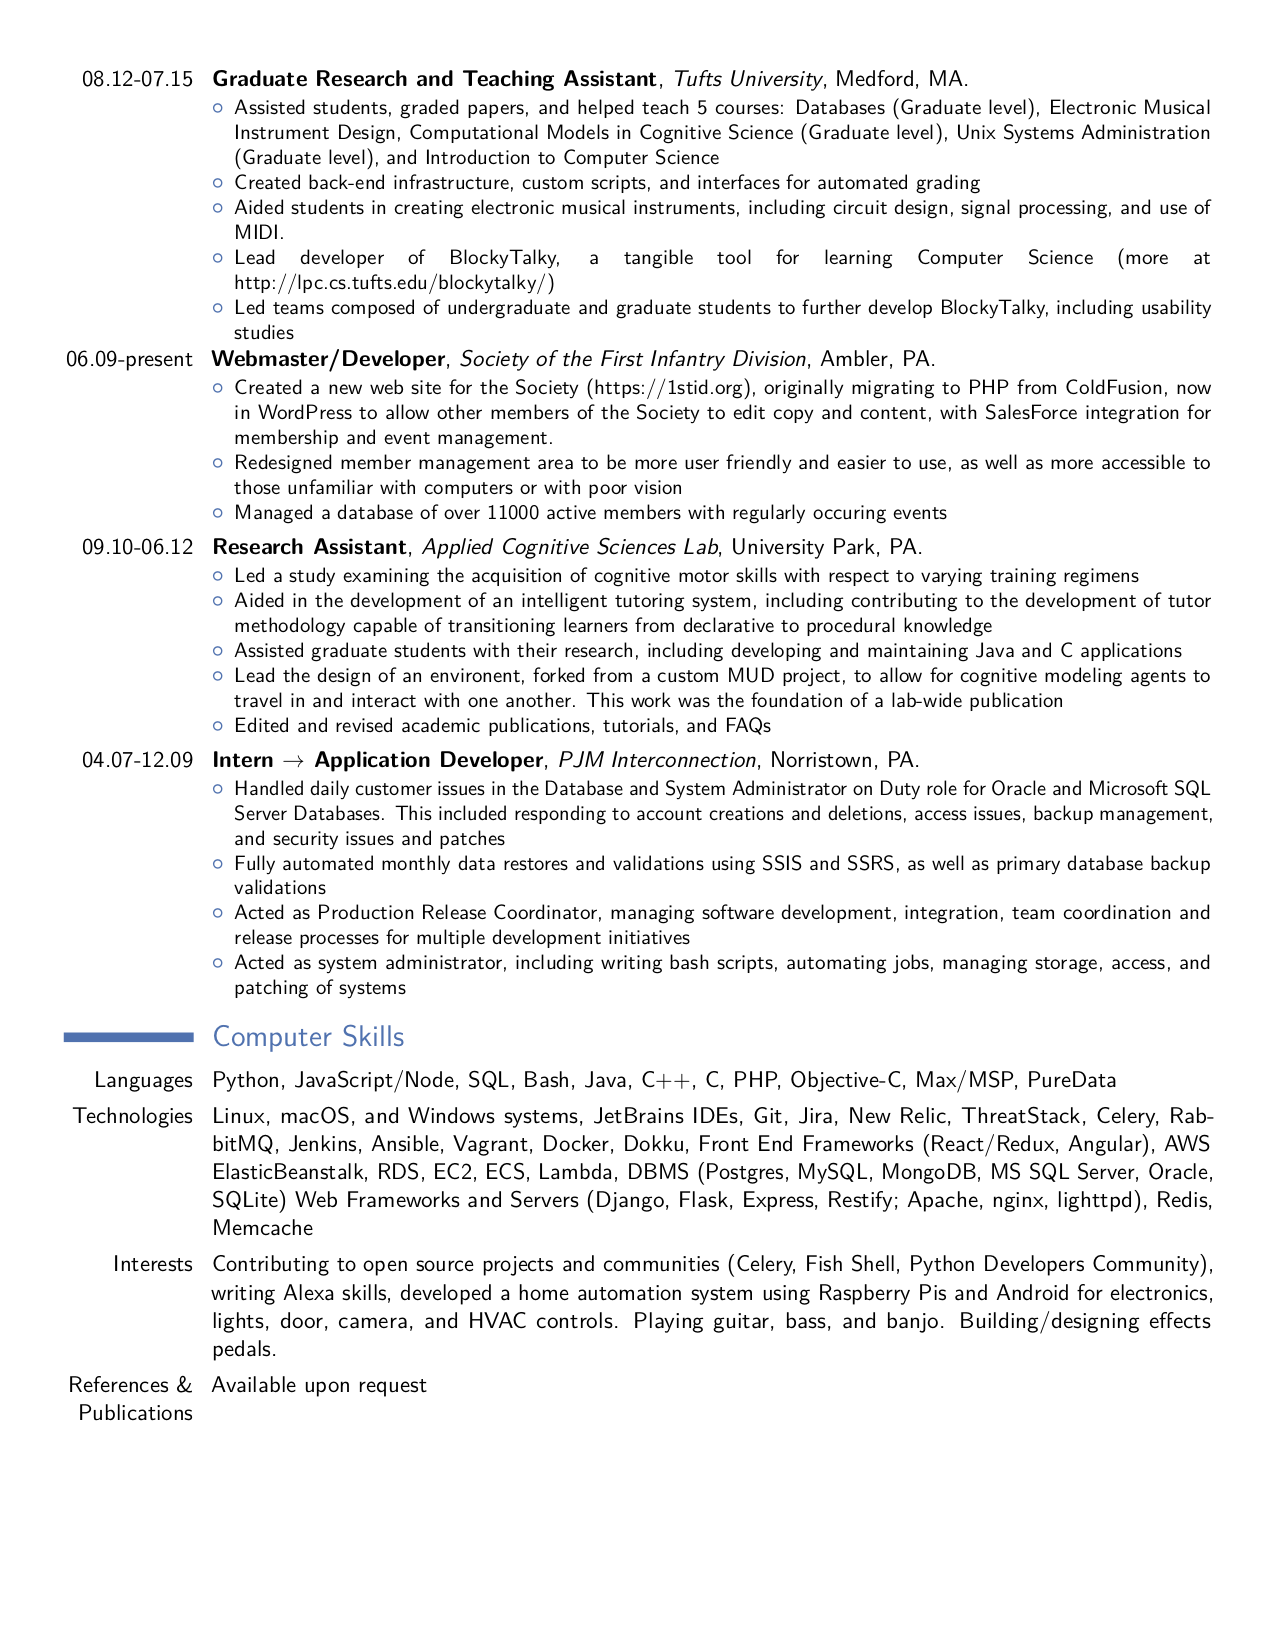 08.12-07.15 Graduate Research and Teaching Assistant, Tufts University, Medford, MA.
○ Assisted students, graded papers, and helped teach 5 courses: Databases (Graduate level), Electronic Musical
Instrument Design, Computational Models in Cognitive Science (Graduate level), Unix Systems Administration
(Graduate level), and Introduction to Computer Science
○ Created back-end infrastructure, custom scripts, and interfaces for automated grading
○ Aided students in creating electronic musical instruments, including circuit design, signal processing, and use of
MIDI.
○ Lead developer of BlockyTalky, a tangible tool for learning Computer Science (more at
http://lpc.cs.tufts.edu/blockytalky/)
○ Led teams composed of undergraduate and graduate students to further develop BlockyTalky, including usability
studies
06.09-present Webmaster/Developer, Society of the First Infantry Division, Ambler, PA.
○ Created a new web site for the Society (https://1stid.org), originally migrating to PHP from ColdFusion, now
in WordPress to allow other members of the Society to edit copy and content, with SalesForce integration for
membership and event management.
○ Redesigned member management area to be more user friendly and easier to use, as well as more accessible to
those unfamiliar with computers or with poor vision
○ Managed a database of over 11000 active members with regularly occuring events
09.10-06.12 Research Assistant, Applied Cognitive Sciences Lab, University Park, PA.
○ Led a study examining the acquisition of cognitive motor skills with respect to varying training regimens
○ Aided in the development of an intelligent tutoring system, including contributing to the development of tutor
methodology capable of transitioning learners from declarative to procedural knowledge
○ Assisted graduate students with their research, including developing and maintaining Java and C applications
○ Lead the design of an environent, forked from a custom MUD project, to allow for cognitive modeling agents to
travel in and interact with one another. This work was the foundation of a lab-wide publication
○ Edited and revised academic publications, tutorials, and FAQs
04.07-12.09 Intern → Application Developer, PJM Interconnection, Norristown, PA.
○ Handled daily customer issues in the Database and System Administrator on Duty role for Oracle and Microsoft SQL
Server Databases. This included responding to account creations and deletions, access issues, backup management,
and security issues and patches
○ Fully automated monthly data restores and validations using SSIS and SSRS, as well as primary database backup
validations
○ Acted as Production Release Coordinator, managing software development, integration, team coordination and
release processes for multiple development initiatives
○ Acted as system administrator, including writing bash scripts, automating jobs, managing storage, access, and
patching of systems
Computer Skills
Languages Python, JavaScript/Node, SQL, Bash, Java, C++, C, PHP, Objective-C, Max/MSP, PureData
Technologies Linux, macOS, and Windows systems, JetBrains IDEs, Git, Jira, New Relic, ThreatStack, Celery, Rab-
bitMQ, Jenkins, Ansible, Vagrant, Docker, Dokku, Front End Frameworks (React/Redux, Angular), AWS
ElasticBeanstalk, RDS, EC2, ECS, Lambda, DBMS (Postgres, MySQL, MongoDB, MS SQL Server, Oracle,
SQLite) Web Frameworks and Servers (Django, Flask, Express, Restify; Apache, nginx, lighttpd), Redis,
Memcache
Interests Contributing to open source projects and communities (Celery, Fish Shell, Python Developers Community),
writing Alexa skills, developed a home automation system using Raspberry Pis and Android for electronics,
lights, door, camera, and HVAC controls. Playing guitar, bass, and banjo. Building/designing effects
pedals.
References & Available upon request
Publications